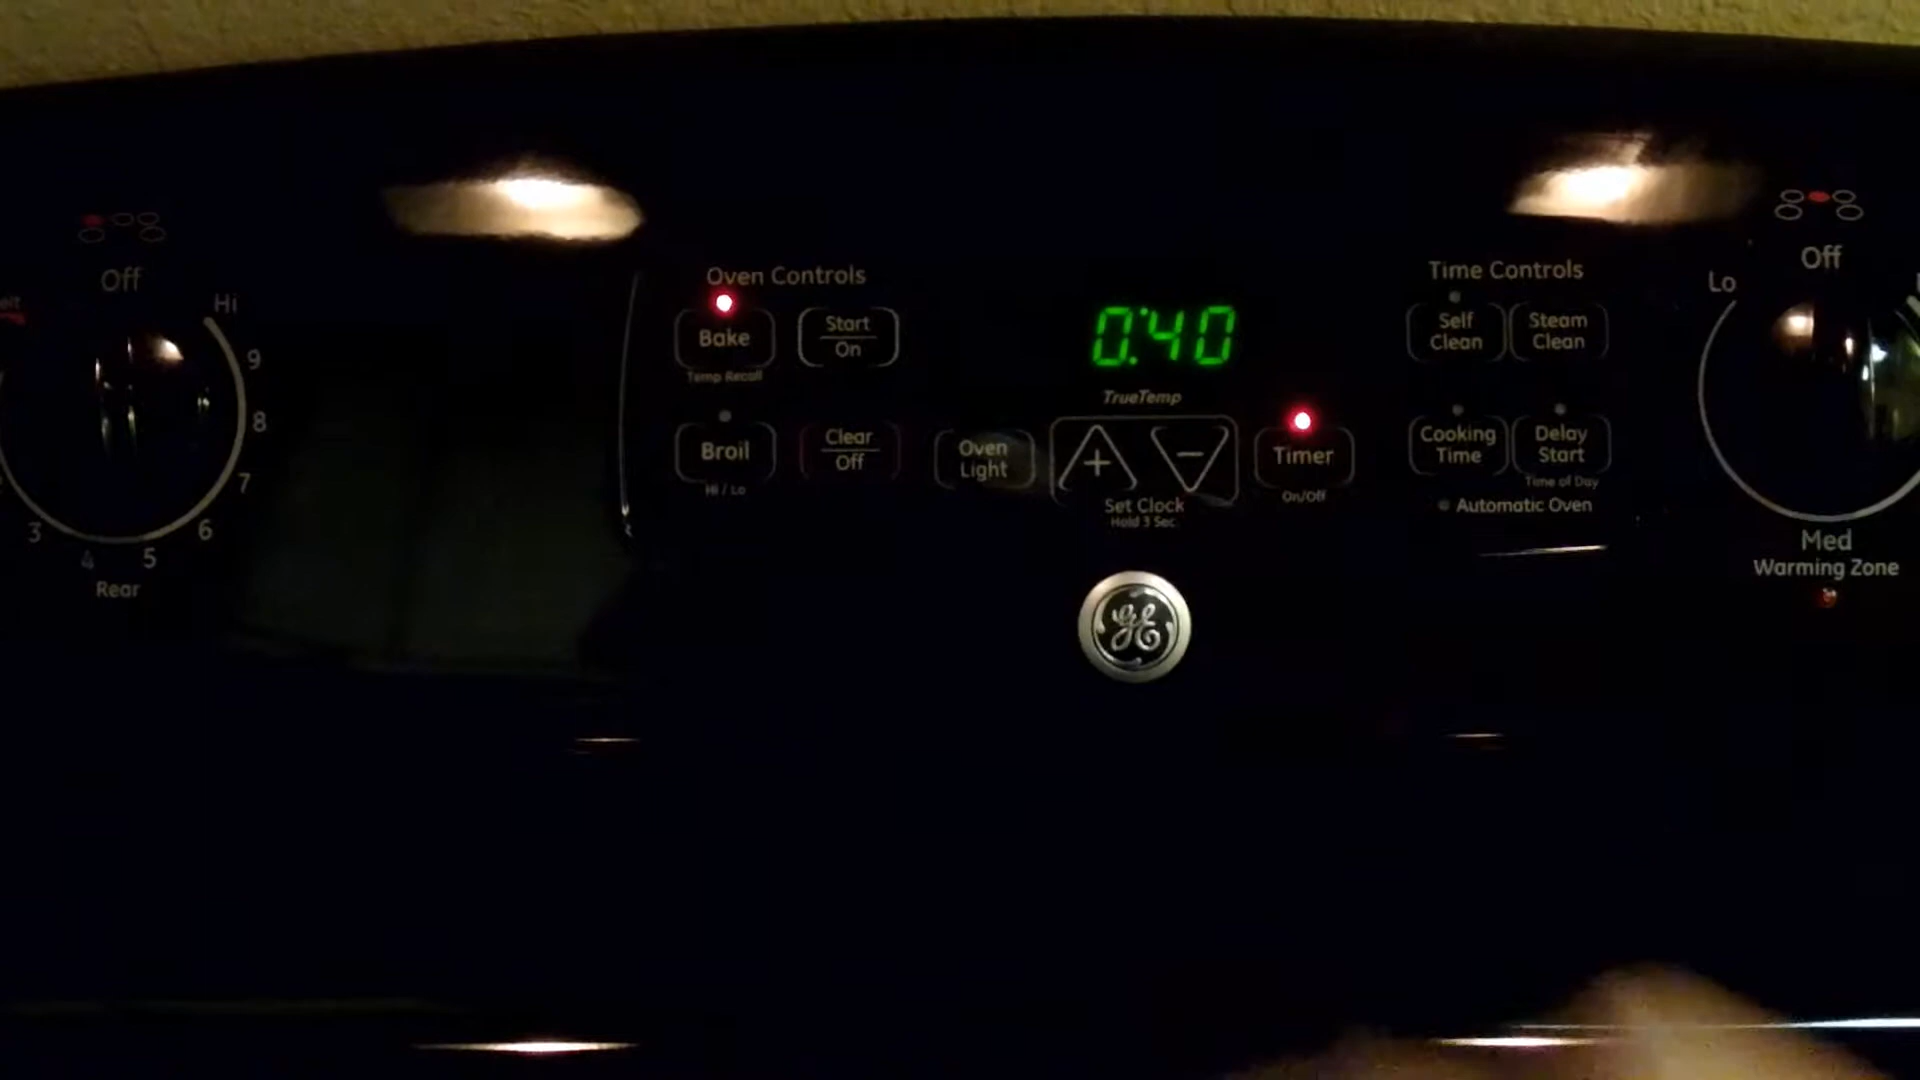 Off
Hi
9
8
7
6
5
4
3
Rear
Oven Controls
Bake
Temp Recall
Start
On
Broil
Hi / Lo
Clear
Off
Oven
Light
0:40
TrueTemp
+
−
Set Clock
Hold 3 Sec.
Timer
On/Off
GE
Time Controls
Self
Clean
Steam
Clean
Cooking
Time
Delay
Start
Time of Day
Automatic Oven
Off
Lo
Med
Warming Zone